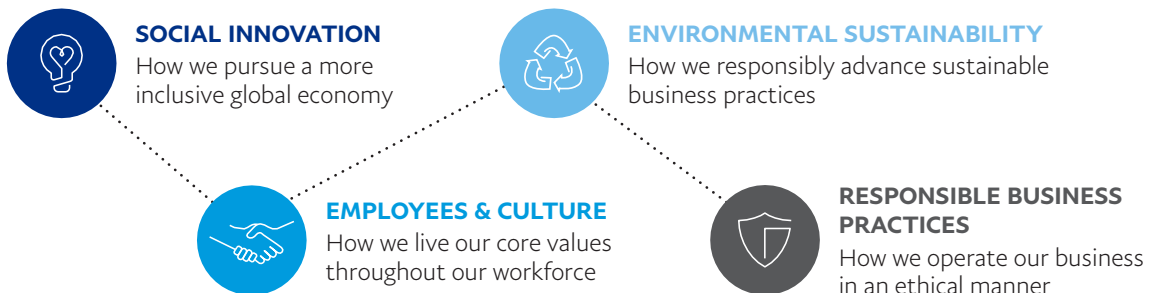 SOCIAL INNOVATION
How we pursue a more
inclusive global economy
ENVIRONMENTAL SUSTAINABILITY
How we responsibly advance sustainable
business practices
EMPLOYEES & CULTURE
How we live our core values
throughout our workforce
RESPONSIBLE BUSINESS
PRACTICES
How we operate our business
in an ethical manner